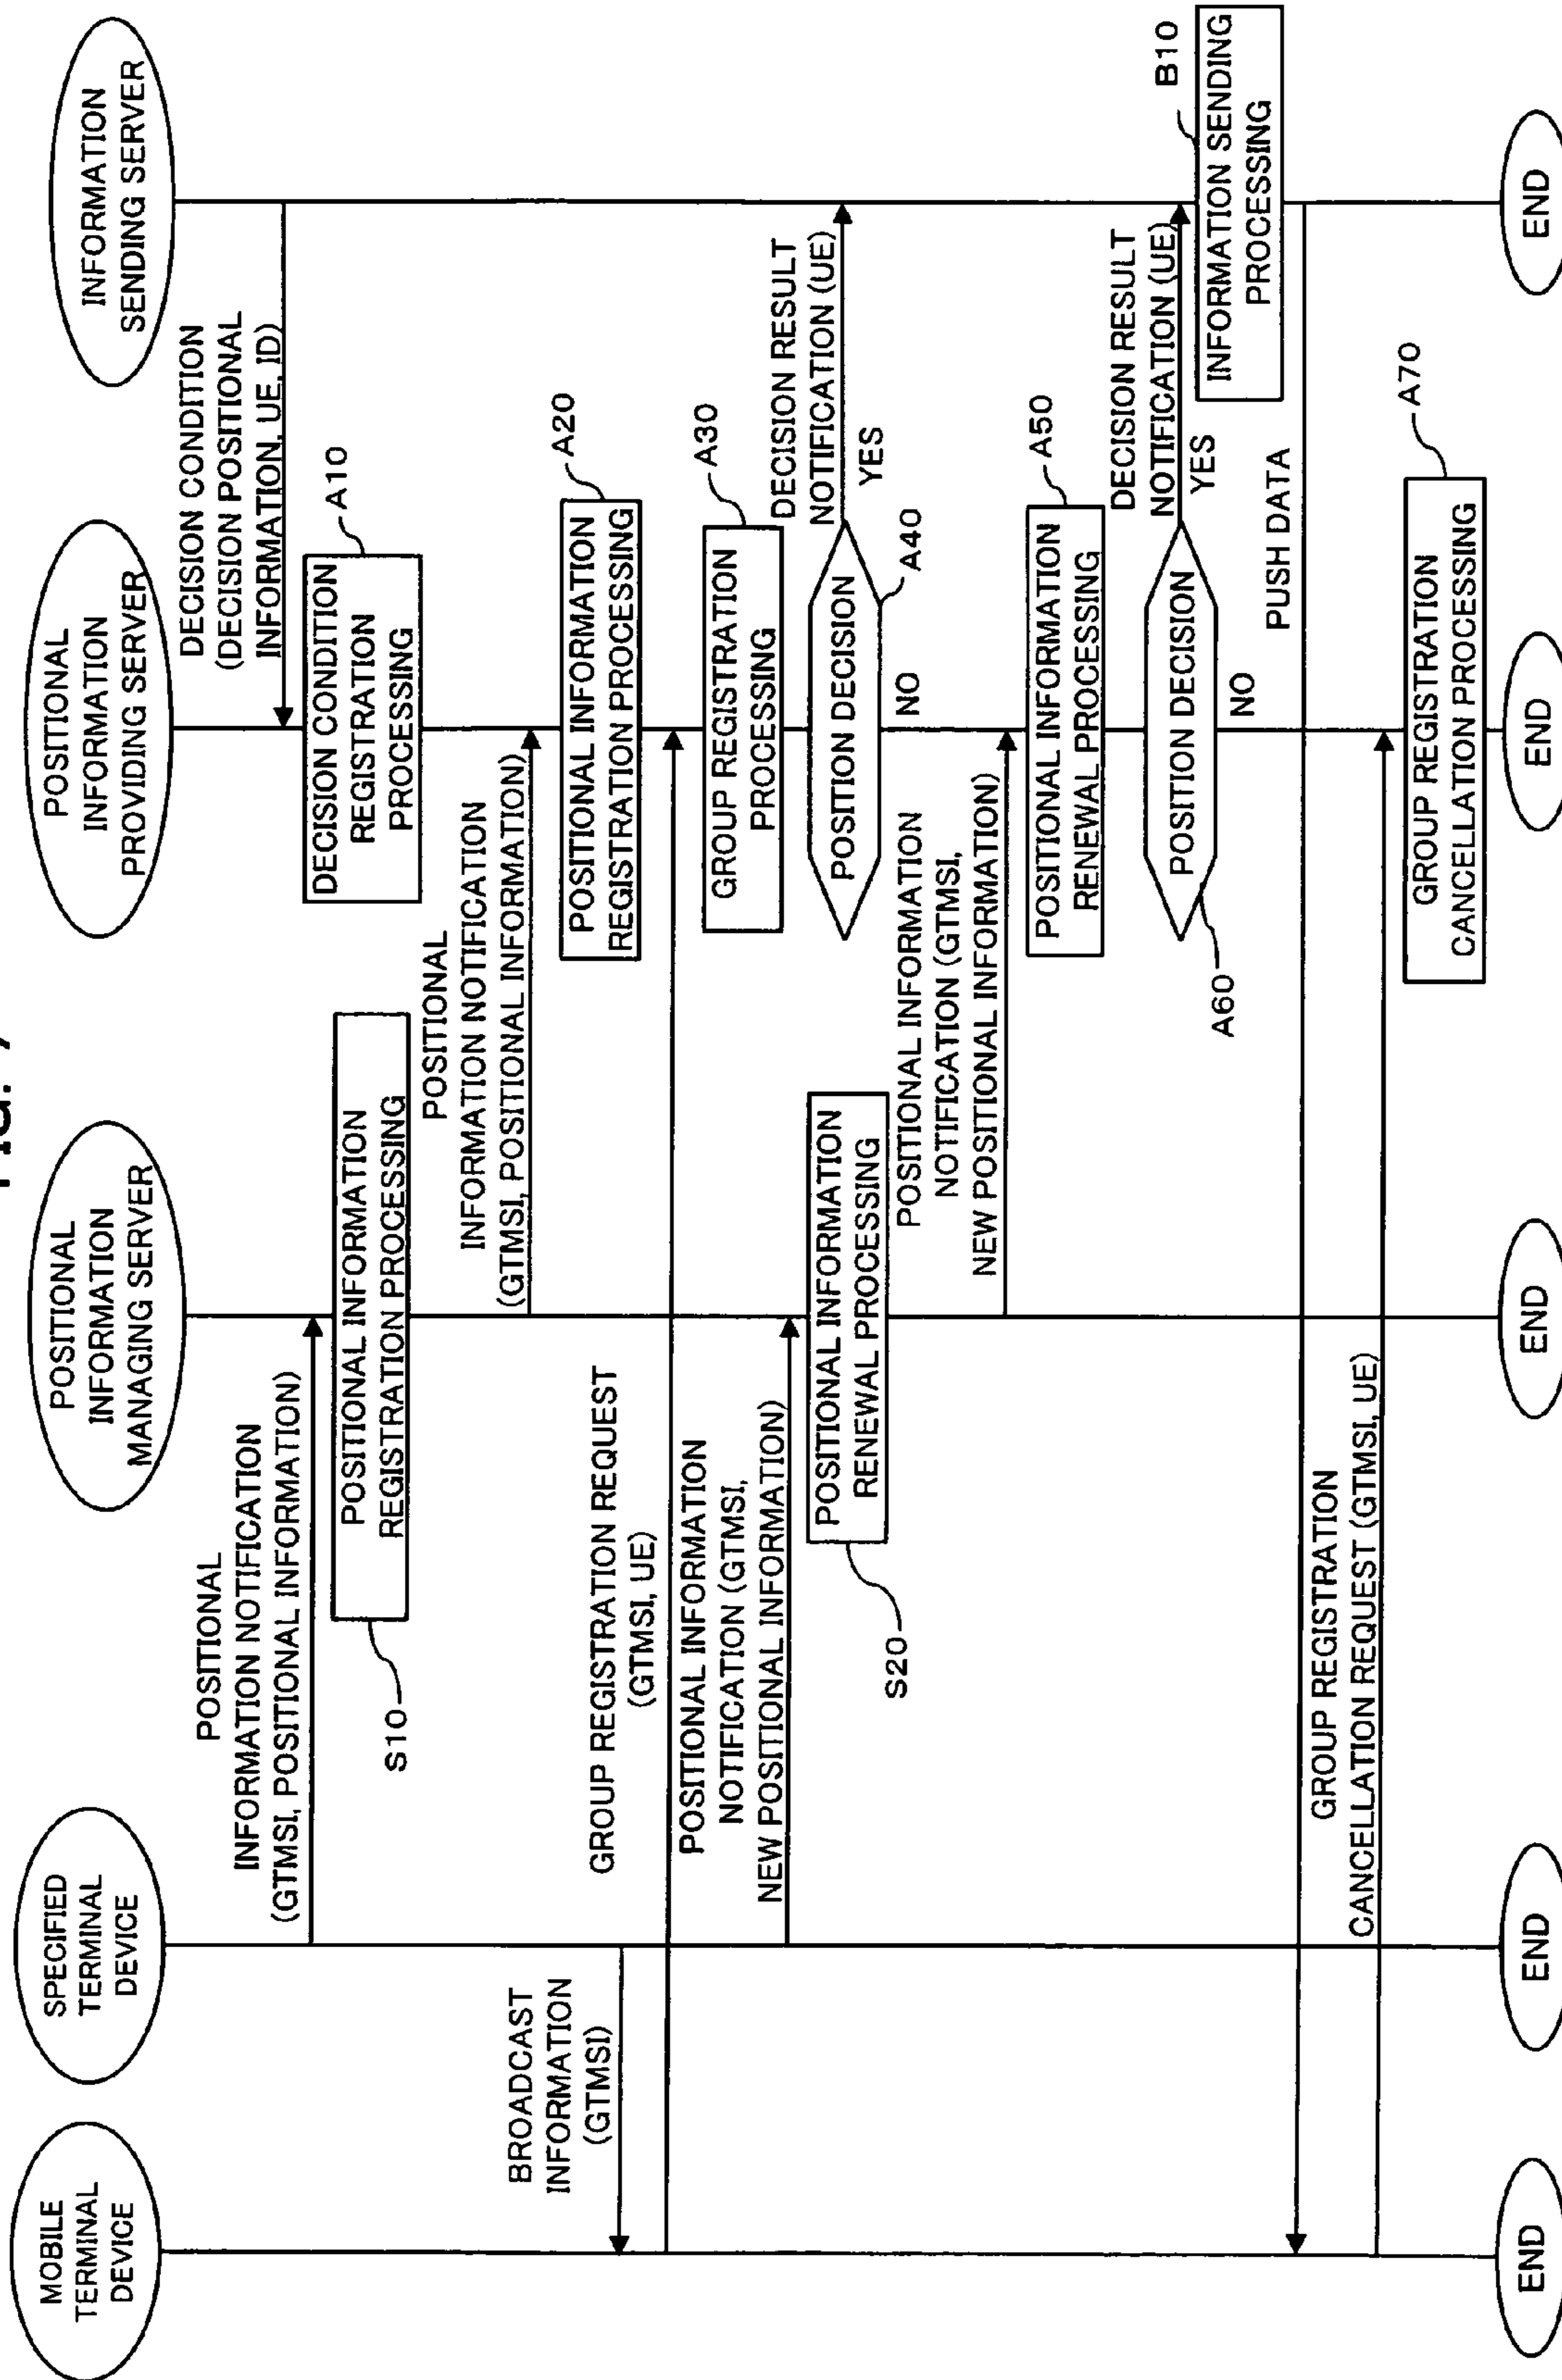 MOBILE
TERMINAL
DEVICE
SPECIFIED
TERMINAL
DEVICE
POSITIONAL
INFORMATION
MANAGING SERVER
POSITIONAL
INFORMATION
PROVIDING SERVER
INFORMATION
SENDING SERVER
DECISION CONDITION
(DECISION POSITIONAL
INFORMATION, UE, ID)
POSITIONAL
INFORMATION NOTIFICATION
(GTMSI, POSITIONAL INFORMATION)
DECISION CONDITION
REGISTRATION
PROCESSING
A10
POSITIONAL INFORMATION
REGISTRATION PROCESSING
S10
POSITIONAL
INFORMATION NOTIFICATION
(GTMSI, POSITIONAL INFORMATION)
POSITIONAL INFORMATION
REGISTRATION PROCESSING
A20
BROADCAST
INFORMATION
(GTMSI)
GROUP REGISTRATION REQUEST
(GTMSI, UE)
GROUP REGISTRATION
PROCESSING
A30
POSITIONAL INFORMATION
NOTIFICATION (GTMSI,
NEW POSITIONAL INFORMATION)
DECISION RESULT
NOTIFICATION (UE)
YES
POSITION DECISION
A40
NO
POSITIONAL INFORMATION
RENEWAL PROCESSING
S20
POSITIONAL INFORMATION
NOTIFICATION (GTMSI,
NEW POSITIONAL INFORMATION)
POSITIONAL INFORMATION
RENEWAL PROCESSING
A50
DECISION RESULT
NOTIFICATION (UE)
YES
POSITION DECISION
A60
NO
B10
INFORMATION SENDING
PROCESSING
PUSH DATA
GROUP REGISTRATION
CANCELLATION REQUEST (GTMSI, UE)
GROUP REGISTRATION
CANCELLATION PROCESSING
A70
END
END
END
END
END